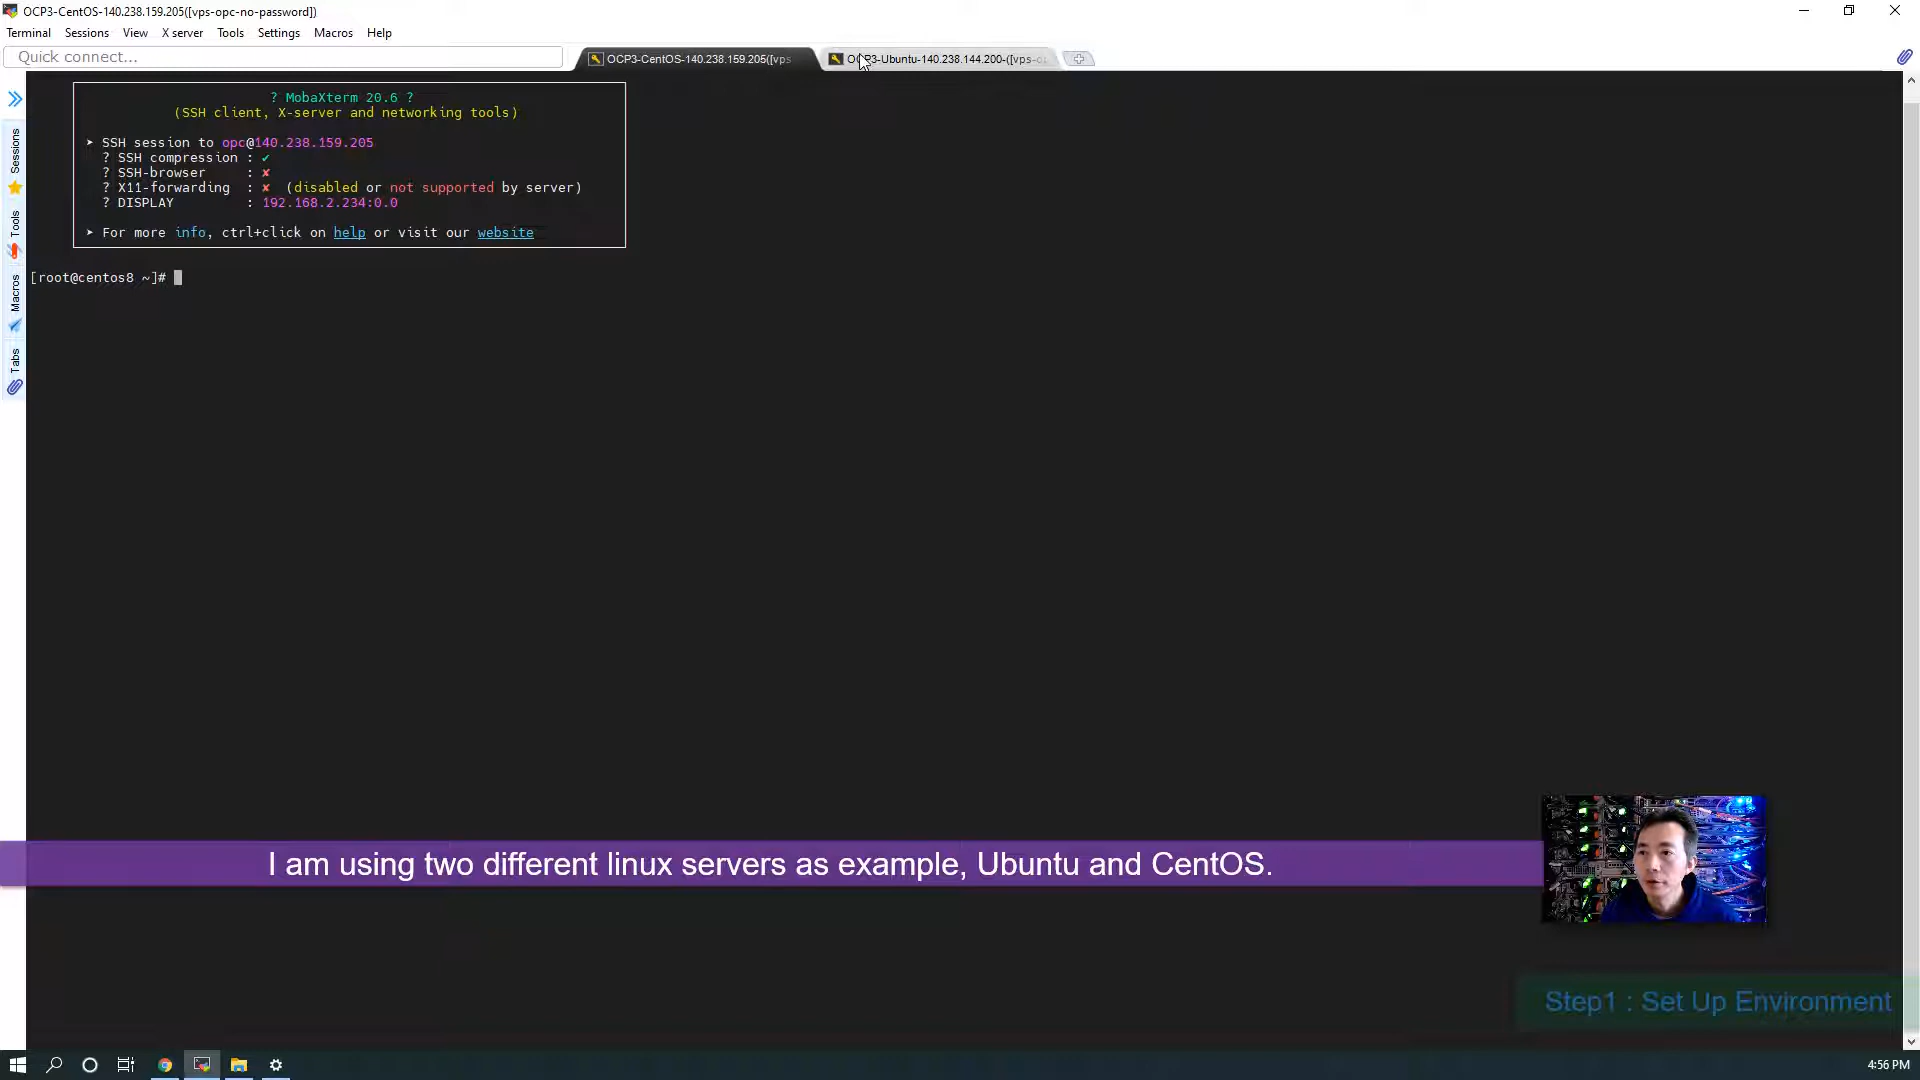 OCP3-CentOS-140.238.159.205([vps-opc-no-password])
Terminal Sessions View X server Tools Settings Macros Help
Quick connect...
OCP3-CentOS-140.238.159.205([vps
OCP3-Ubuntu-140.238.144.200-([vps-o
? MobaXterm 20.6 ?
(SSH client, X-server and networking tools)
➤ SSH session to opc@140.238.159.205
? SSH compression : ✔
? SSH-browser : ✘
? X11-forwarding : ✘ (disabled or not supported by server)
? DISPLAY : 192.168.2.234:0.0
➤ For more info, ctrl+click on help or visit our website
[root@centos8 ~]#
Sessions
Tools
Macros
Tabs
I am using two different linux servers as example, Ubuntu and CentOS.
Step1 : Set Up Environment
4:56 PM